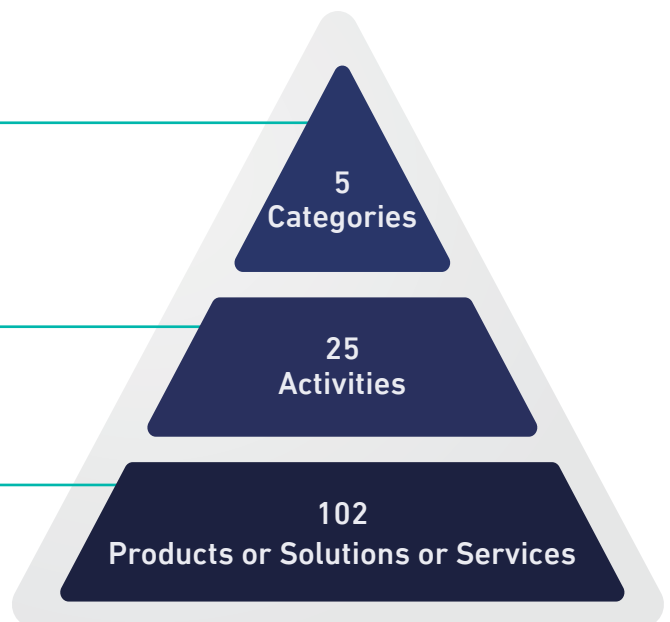 5
Categories
25
Activities
102
Products or Solutions or Services